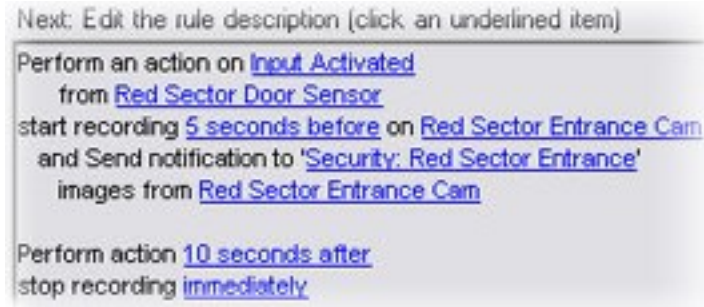 Next: Edit the rule description (click an underlined item)
Perform an action on Input Activated
from Red Sector Door Sensor
start recording 5 seconds before on Red Sector Entrance Cam
and Send notification to 'Security: Red Sector Entrance'
images from Red Sector Entrance Cam
Perform action 10 seconds after
stop recording immediately